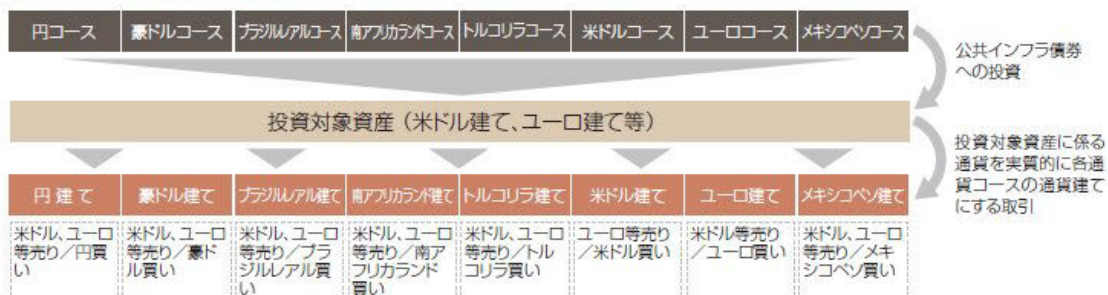 円コース 豪ドルコース ブラジルレアルコース 南アフリカランドコース トルコリラコース 米ドルコース ユーロコース メキシコペソコース
公共インフラ債券
への投資
投資対象資産（米ドル建て、ユーロ建て等）
投資対象資産に係る
通貨を実質的に各通
貨コースの通貨建て
にする取引
円建て 豪ドル建て ブラジルレアル建て 南アフリカランド建て トルコリラ建て 米ドル建て ユーロ建て メキシコペソ建て
米ドル、ユーロ
等売り／円買
い
米ドル、ユーロ
等売り／豪ド
ル買い
米ドル、ユーロ
等売り／ブラ
ジルレアル買
い
米ドル、ユーロ
等売り／南ア
フリカランド
買い
米ドル、ユーロ
等売り／トル
コリラ買い
ユーロ等売り
／米ドル買い
米ドル等売り
／ユーロ買い
米ドル、ユーロ
等売り／メキ
シコペソ買い